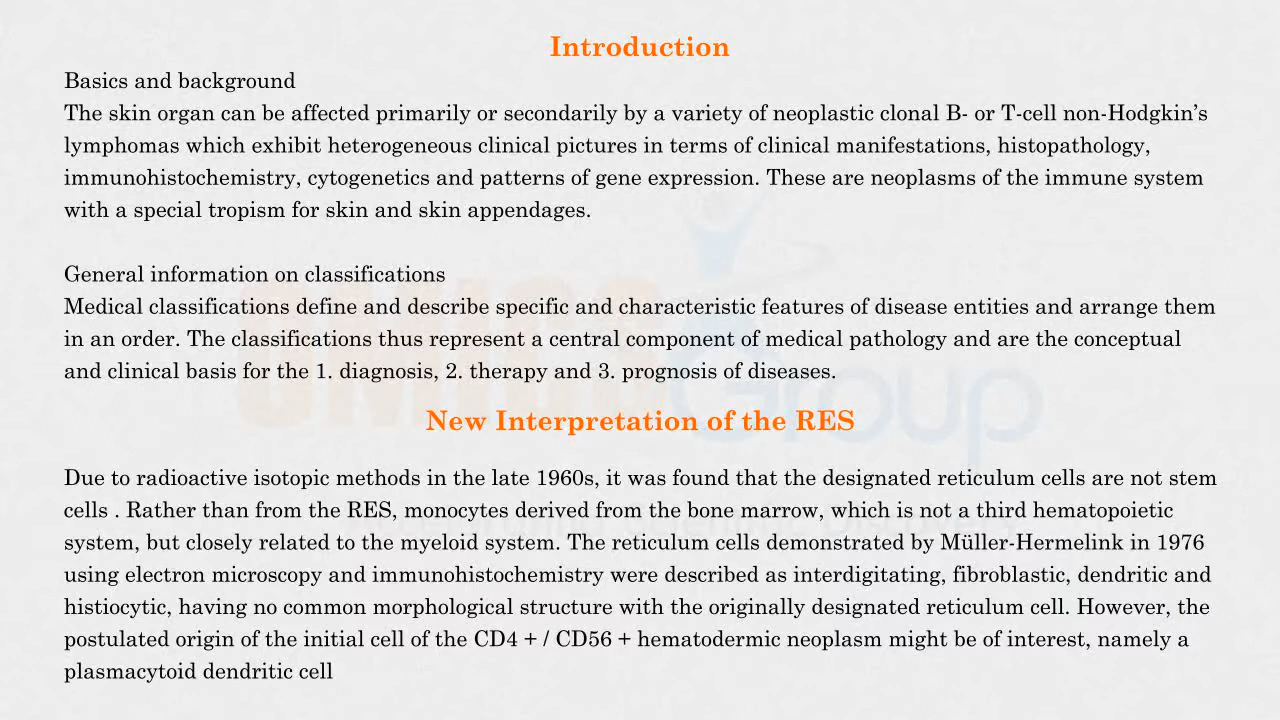 Introduction
Basics and background
The skin organ can be affected primarily or secondarily by a variety of neoplastic clonal B- or T-cell non-Hodgkin’s
lymphomas which exhibit heterogeneous clinical pictures in terms of clinical manifestations, histopathology,
immunohistochemistry, cytogenetics and patterns of gene expression. These are neoplasms of the immune system
with a special tropism for skin and skin appendages.
General information on classifications
Medical classifications define and describe specific and characteristic features of disease entities and arrange them
in an order. The classifications thus represent a central component of medical pathology and are the conceptual
and clinical basis for the 1. diagnosis, 2. therapy and 3. prognosis of diseases.
OMICS Group
New Interpretation of the RES
Due to radioactive isotopic methods in the late 1960s, it was found that the designated reticulum cells are not stem
cells . Rather than from the RES, monocytes derived from the bone marrow, which is not a third hematopoietic
system, but closely related to the myeloid system. The reticulum cells demonstrated by Müller-Hermelink in 1976
using electron microscopy and immunohistochemistry were described as interdigitating, fibroblastic, dendritic and
histiocytic, having no common morphological structure with the originally designated reticulum cell. However, the
postulated origin of the initial cell of the CD4 + / CD56 + hematodermic neoplasm might be of interest, namely a
plasmacytoid dendritic cell